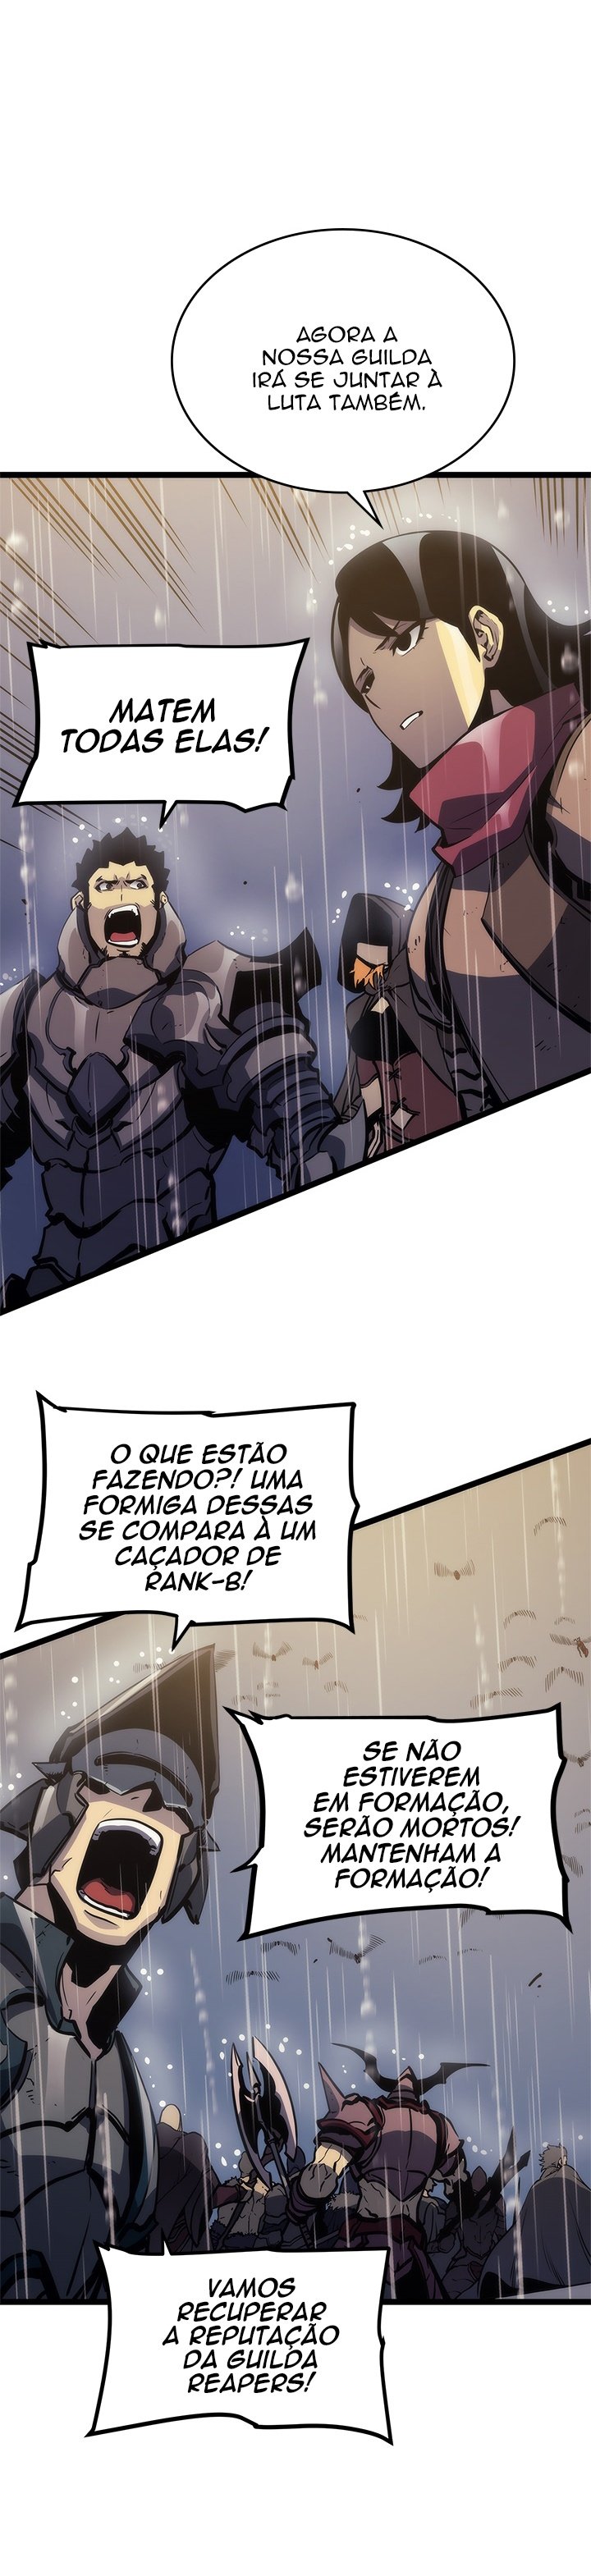 AGORA A
NOSSA GUILDA
IRÁ SE JUNTAR À
LUTA TAMBÉM.
MATEM
TODAS ELAS!
O QUE ESTÃO
FAZENDO?! UMA
FORMIGA DESSAS
SE COMPARA À UM
CAÇADOR DE
RANK-B!
SE NÃO
ESTIVEREM
EM FORMAÇÃO,
SERÃO MORTOS!
MANTENHAM A
FORMAÇÃO!
VAMOS
RECUPERAR
A REPUTAÇÃO
DA GUILDA
REAPERS!